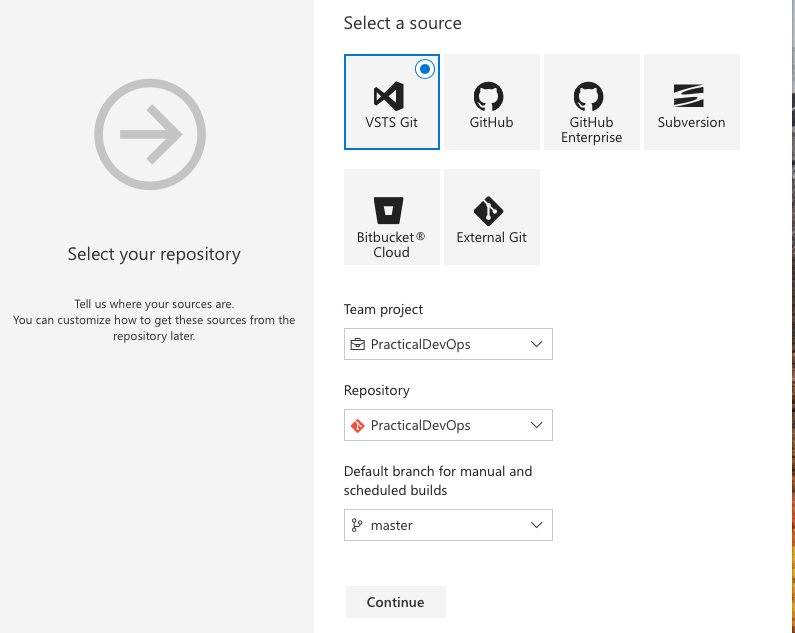 Select a source
VSTS Git
GitHub
GitHub
Enterprise
Subversion
Bitbucket®
Cloud
External Git
Select your repository
Tell us where your sources are.
You can customize how to get these sources from the
repository later.
Team project
PracticalDevOps
Repository
PracticalDevOps
Default branch for manual and
scheduled builds
master
Continue